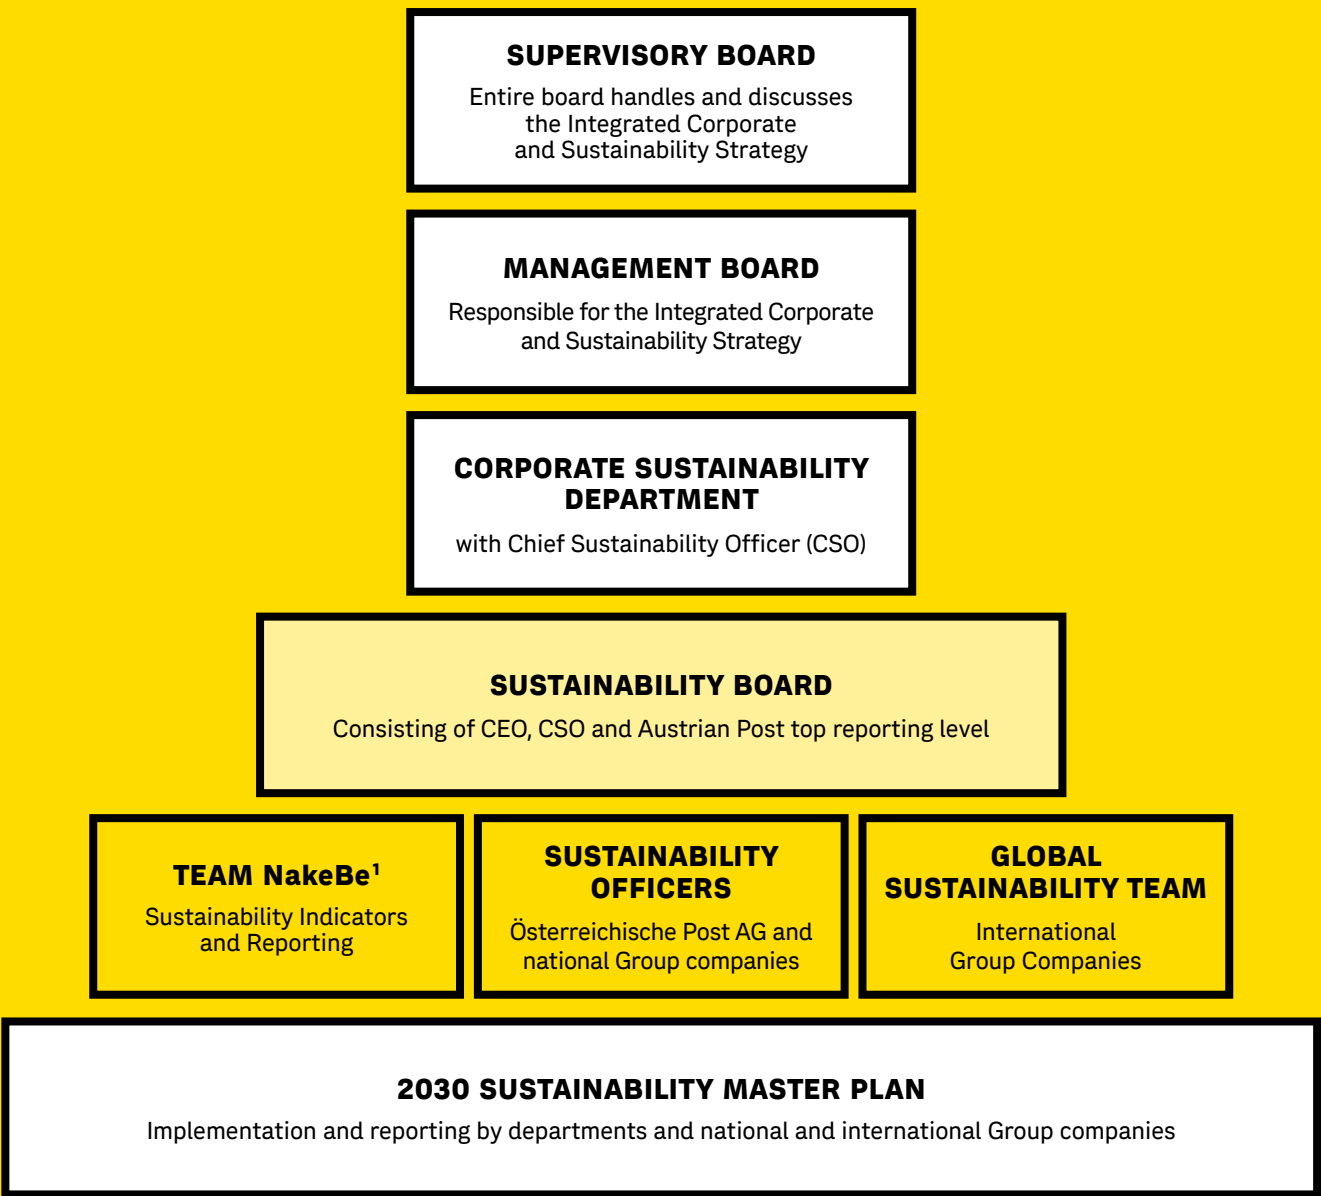 SUPERVISORY BOARD
Entire board handles and discusses
the Integrated Corporate
and Sustainability Strategy
MANAGEMENT BOARD
Responsible for the Integrated Corporate
and Sustainability Strategy
CORPORATE SUSTAINABILITY
DEPARTMENT
with Chief Sustainability Officer (CSO)
SUSTAINABILITY BOARD
Consisting of CEO, CSO and Austrian Post top reporting level
TEAM NakeBe¹
Sustainability Indicators
and Reporting
SUSTAINABILITY
OFFICERS
Österreichische Post AG and
national Group companies
GLOBAL
SUSTAINABILITY TEAM
International
Group Companies
2030 SUSTAINABILITY MASTER PLAN
Implementation and reporting by departments and national and international Group companies